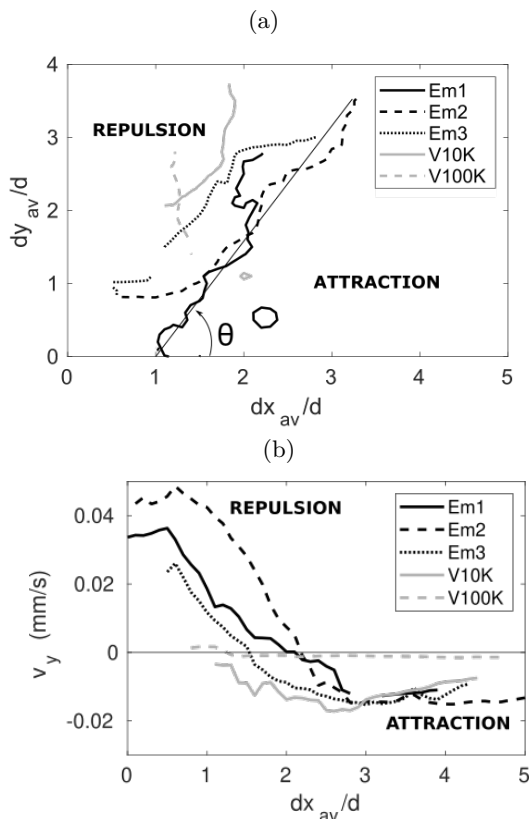 (a)
4
3
2
1
0
dy_av/d
REPULSION
ATTRACTION
θ
Em1
Em2
Em3
V10K
V100K
0 1 2 3 4 5
dx_av/d
(b)
0.04
0.02
0
-0.02
v_y (mm/s)
REPULSION
ATTRACTION
Em1
Em2
Em3
V10K
V100K
0 1 2 3 4 5
dx_av/d